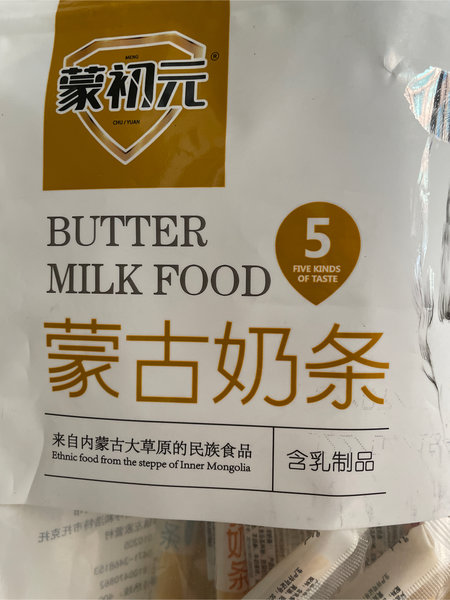 MENG
蒙初元®
CHU / YUAN
BUTTER
MILK FOOD
5
FIVE KINDS
OF TASTE
蒙古奶条
来自内蒙古大草原的民族食品
Ethnic food from the steppe of Inner Mongolia
含乳制品
奶条